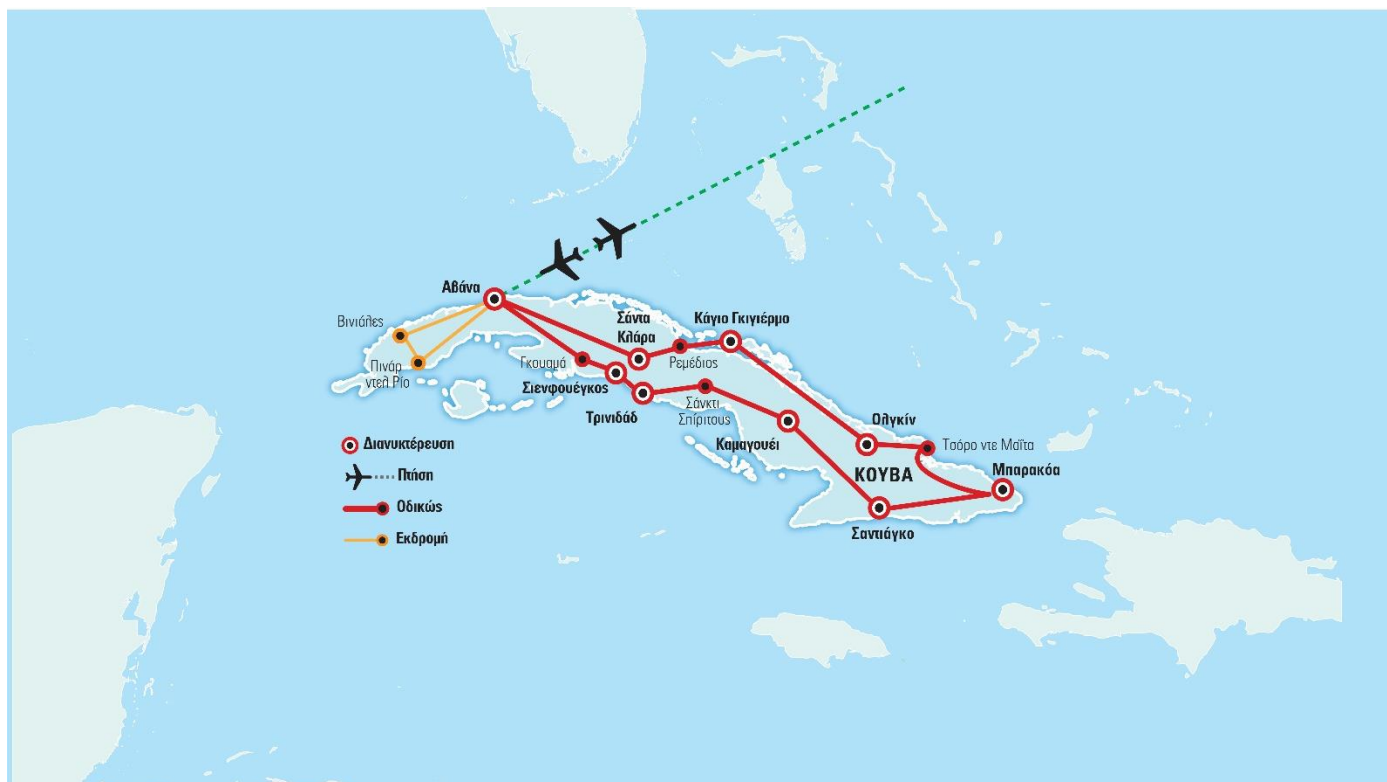 Αβάνα
Βινιάλες
Πινάρ
ντελ Ρίο
Γκουαμά
Σιενφουέγκος
Τρινιδάδ
Σάντα
Κλάρα
Ρεμέδιος
Κάγιο Γκιγιέρμο
Σάνκτι
Σπίριτους
Καμαγουέι
Ολγκίν
Τσόρο ντε Μαΐτα
ΚΟΥΒΑ
Μπαρακόα
Σαντιάγκο
Διανυκτέρευση
Πτήση
Οδικώς
Εκδρομή